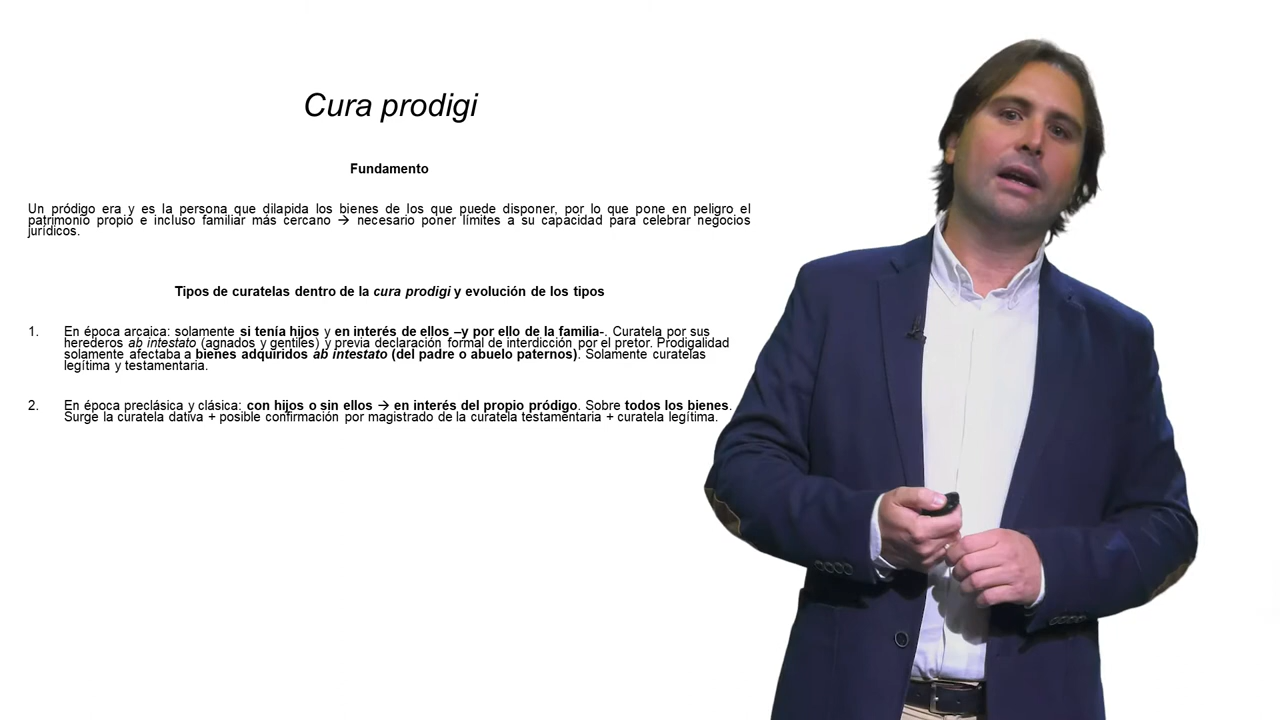 Cura prodigi
Fundamento
Un pródigo era y es la persona que dilapida los bienes de los que puede disponer, por lo que pone en peligro el
patrimonio propio e incluso familiar más cercano → necesario poner límites a su capacidad para celebrar negocios
jurídicos.
Tipos de curatelas dentro de la cura prodigi y evolución de los tipos
1. En época arcaica: solamente si tenía hijos y en interés de ellos –y por ello de la familia-. Curatela por sus
herederos ab intestato (agnados y gentiles) y previa declaración formal de interdicción por el pretor. Prodigalidad
solamente afectaba a bienes adquiridos ab intestato (del padre o abuelo paternos). Solamente curatelas
legítima y testamentaria.
2. En época preclásica y clásica: con hijos o sin ellos → en interés del propio pródigo. Sobre todos los bienes.
Surge la curatela dativa + posible confirmación por magistrado de la curatela testamentaria + curatela legítima.